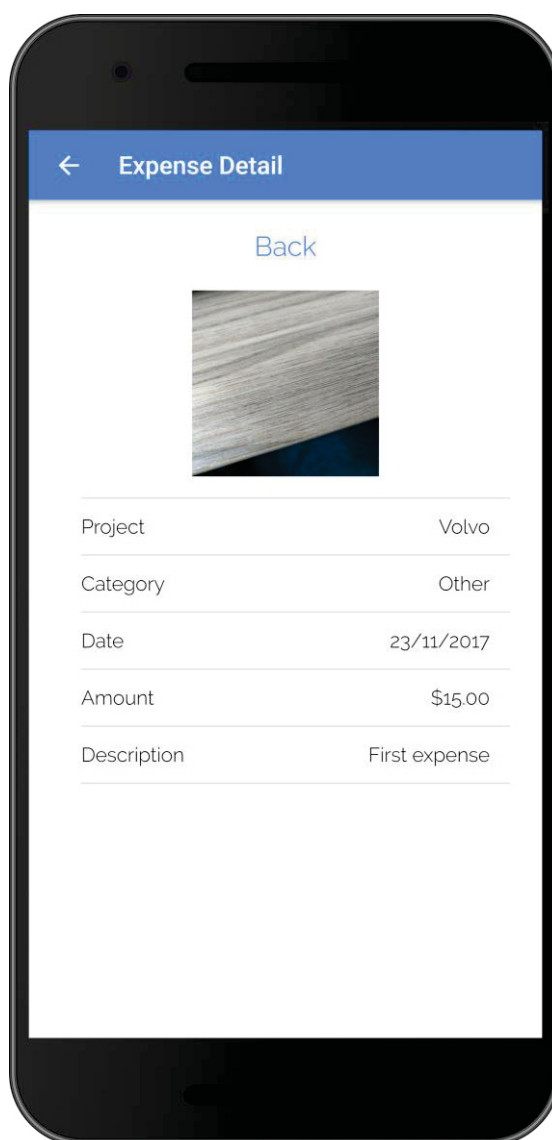 Expense Detail
Back
Project Volvo
Category Other
Date 23/11/2017
Amount $15.00
Description First expense